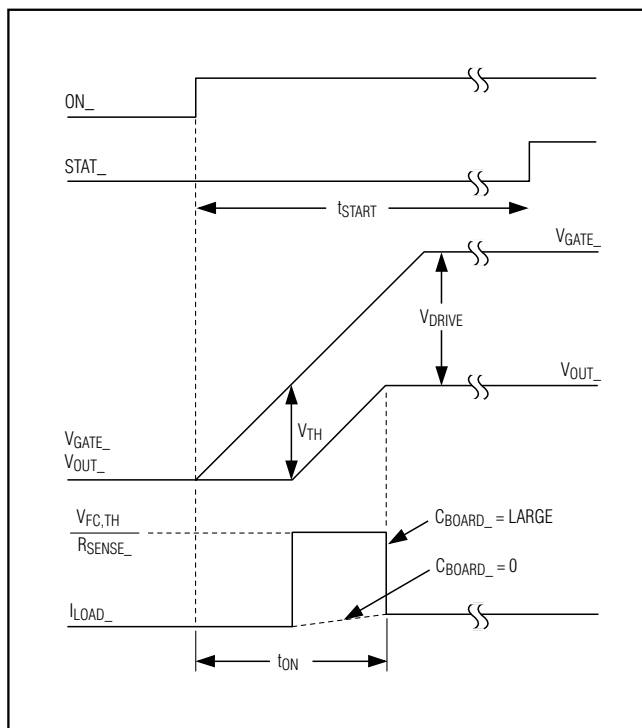 ON_
STAT_
tSTART
VGATE_
VDRIVE
VOUT_
VTH
VGATE_
VOUT_
VFC,TH
RSENSE_
CBOARD_ = LARGE
CBOARD_ = 0
ILOAD_
tON